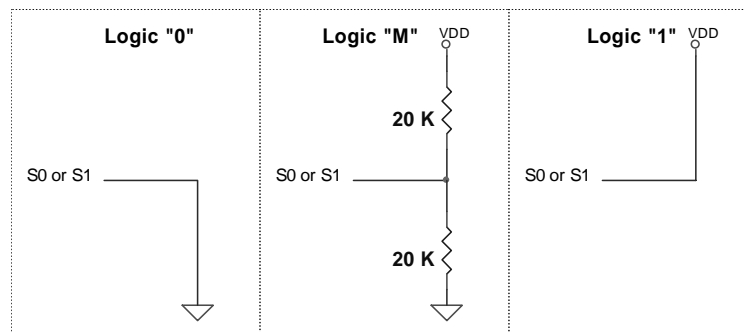 Logic "0"
S0 or S1
Logic "M"
VDD
20 K
S0 or S1
20 K
Logic "1"
VDD
S0 or S1